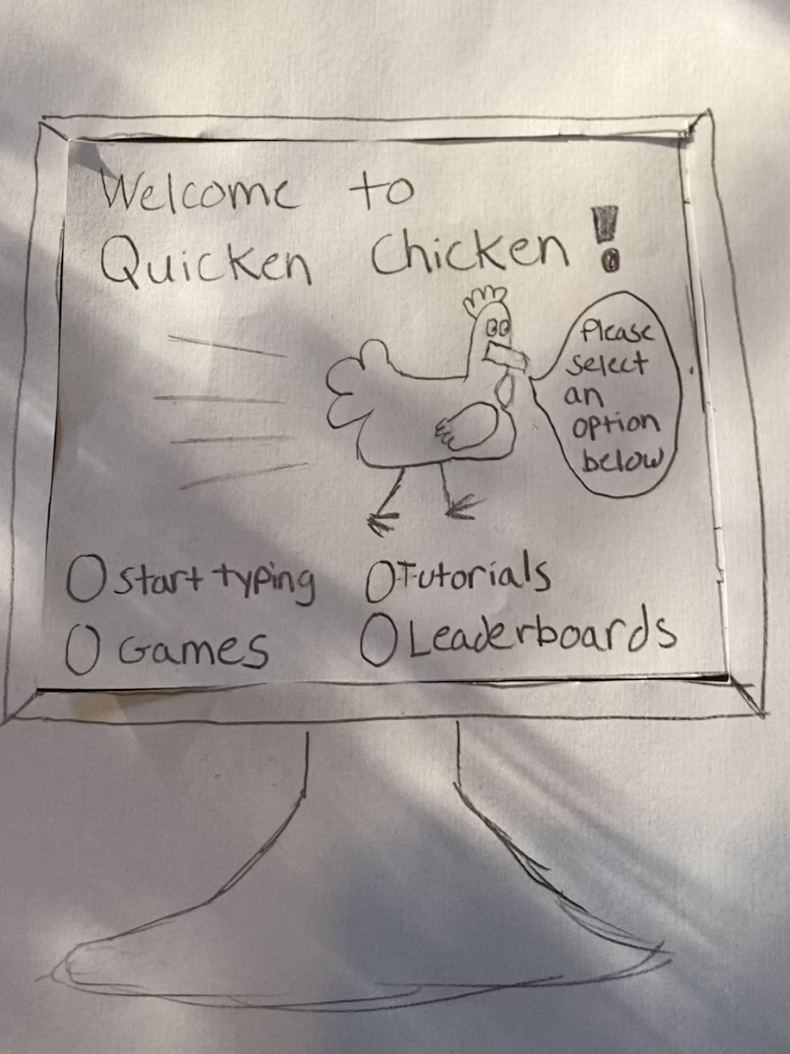 Welcome to
Quicken Chicken!
Please
select
an
option
below
O Start typing
O Tutorials
O Games
O Leaderboards